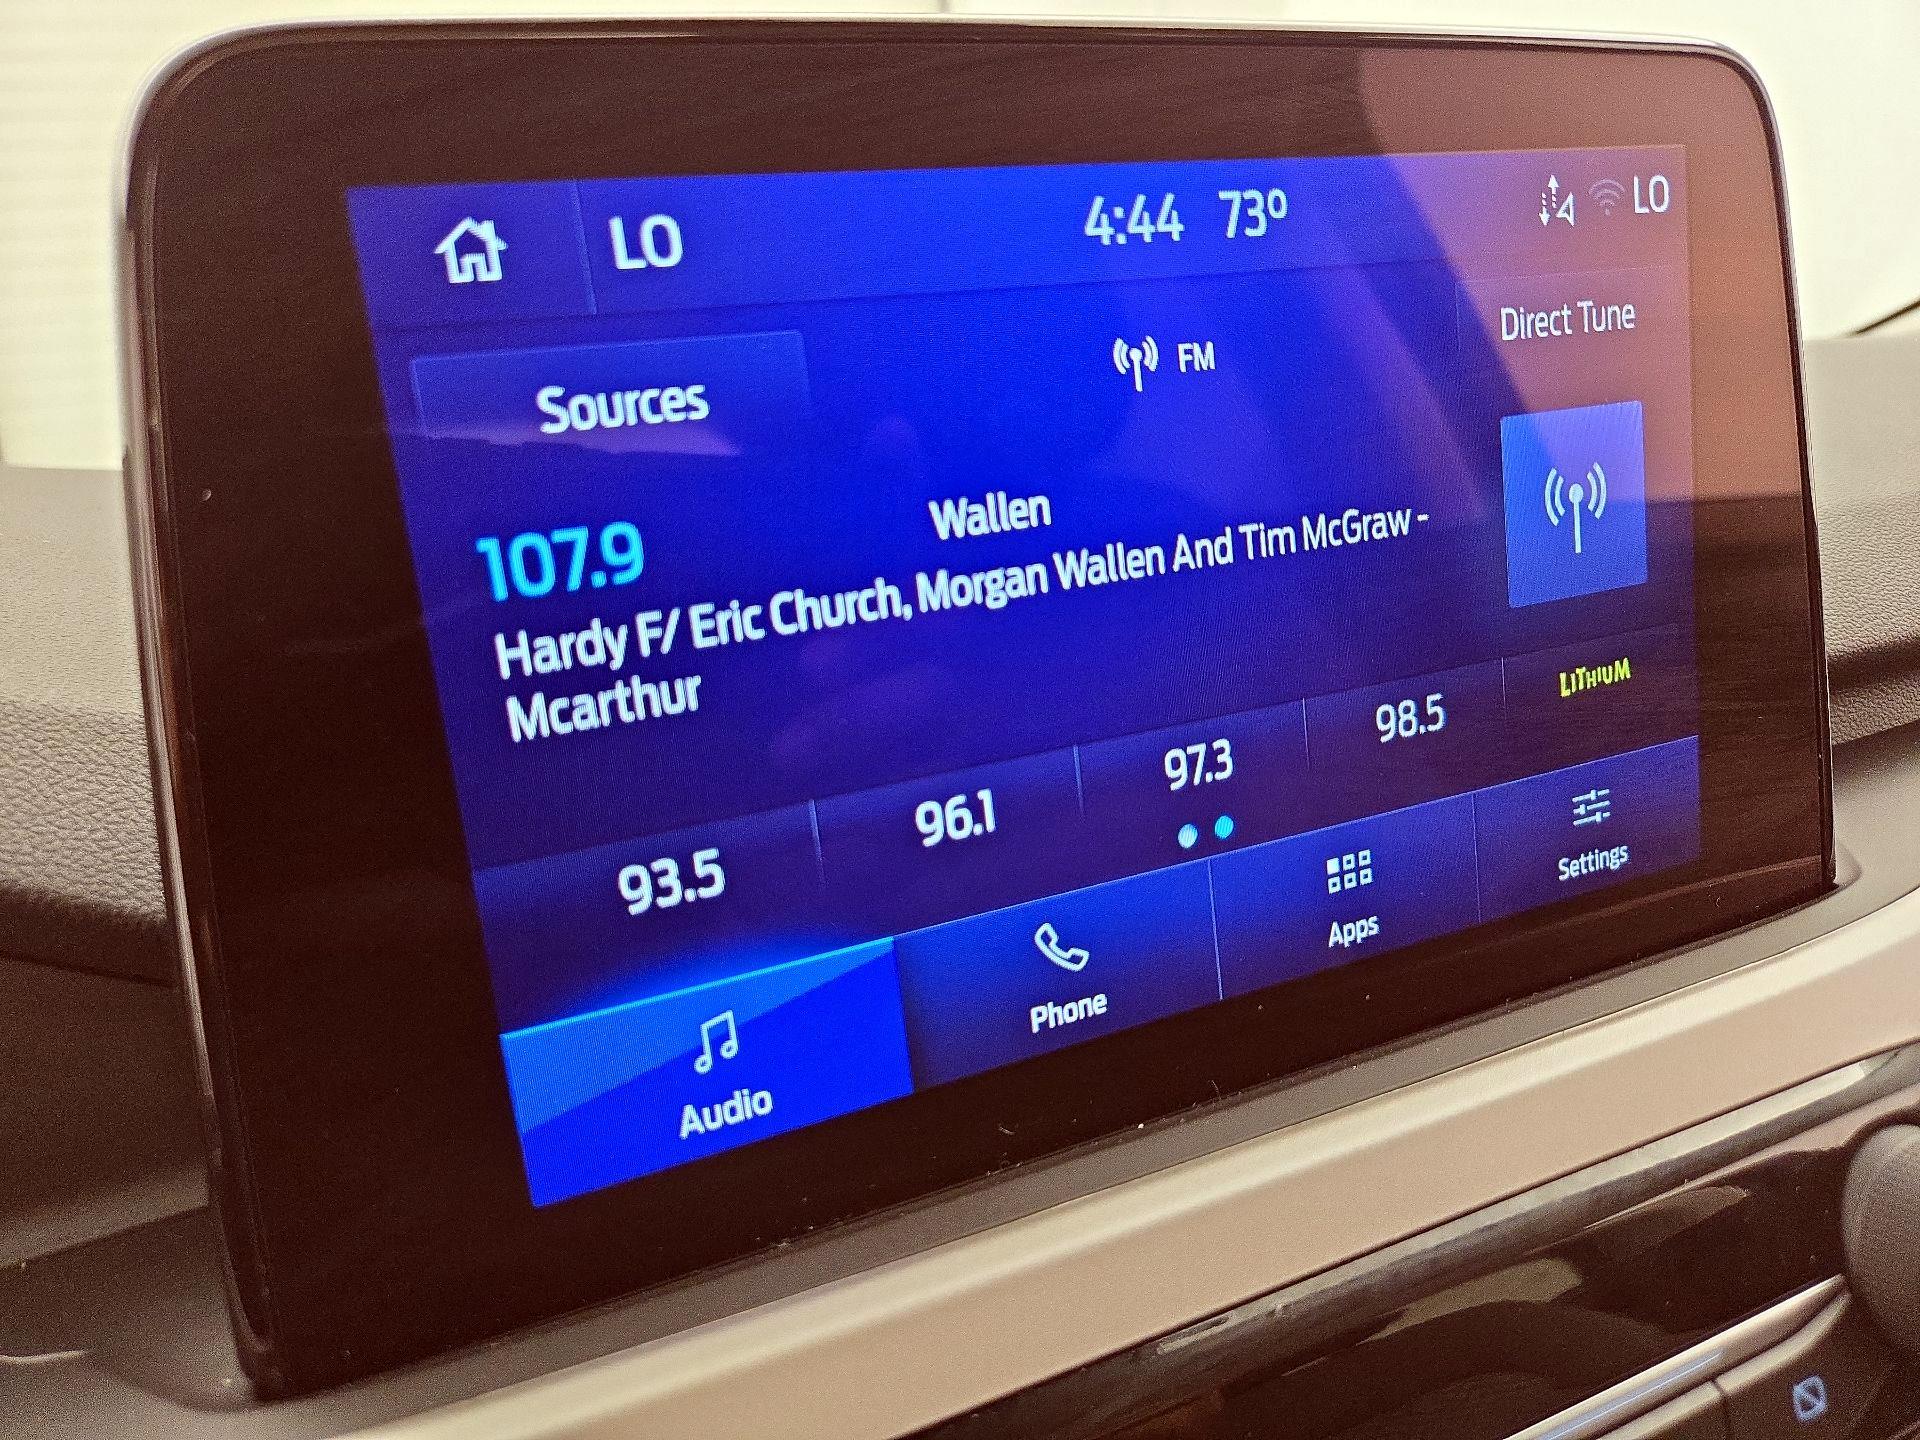 LO
4:44 73°
LO
Sources
FM
Direct Tune
107.9
Wallen
Hardy F/ Eric Church, Morgan Wallen And Tim McGraw -
Mcarthur
93.5
96.1
97.3
98.5
LITHIUM
Audio
Phone
Apps
Settings